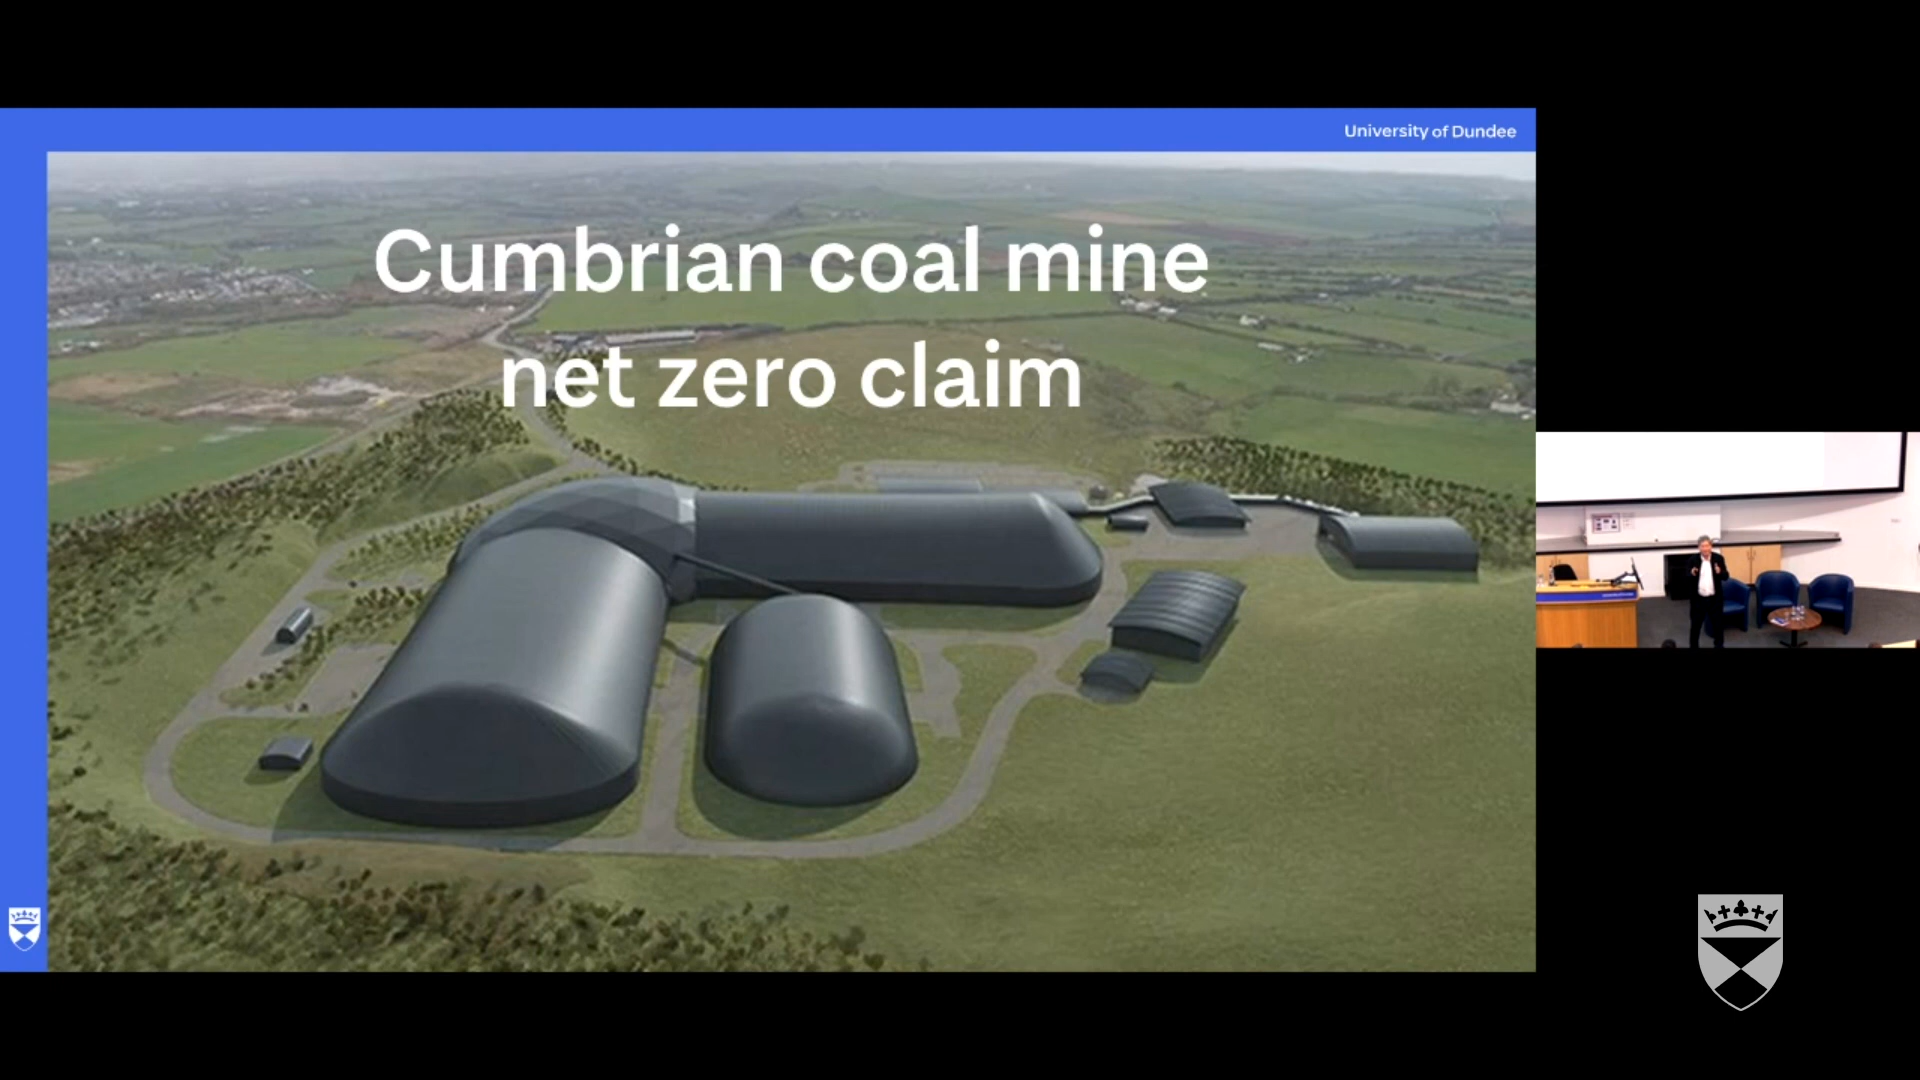 University of Dundee
Cumbrian coal mine
net zero claim